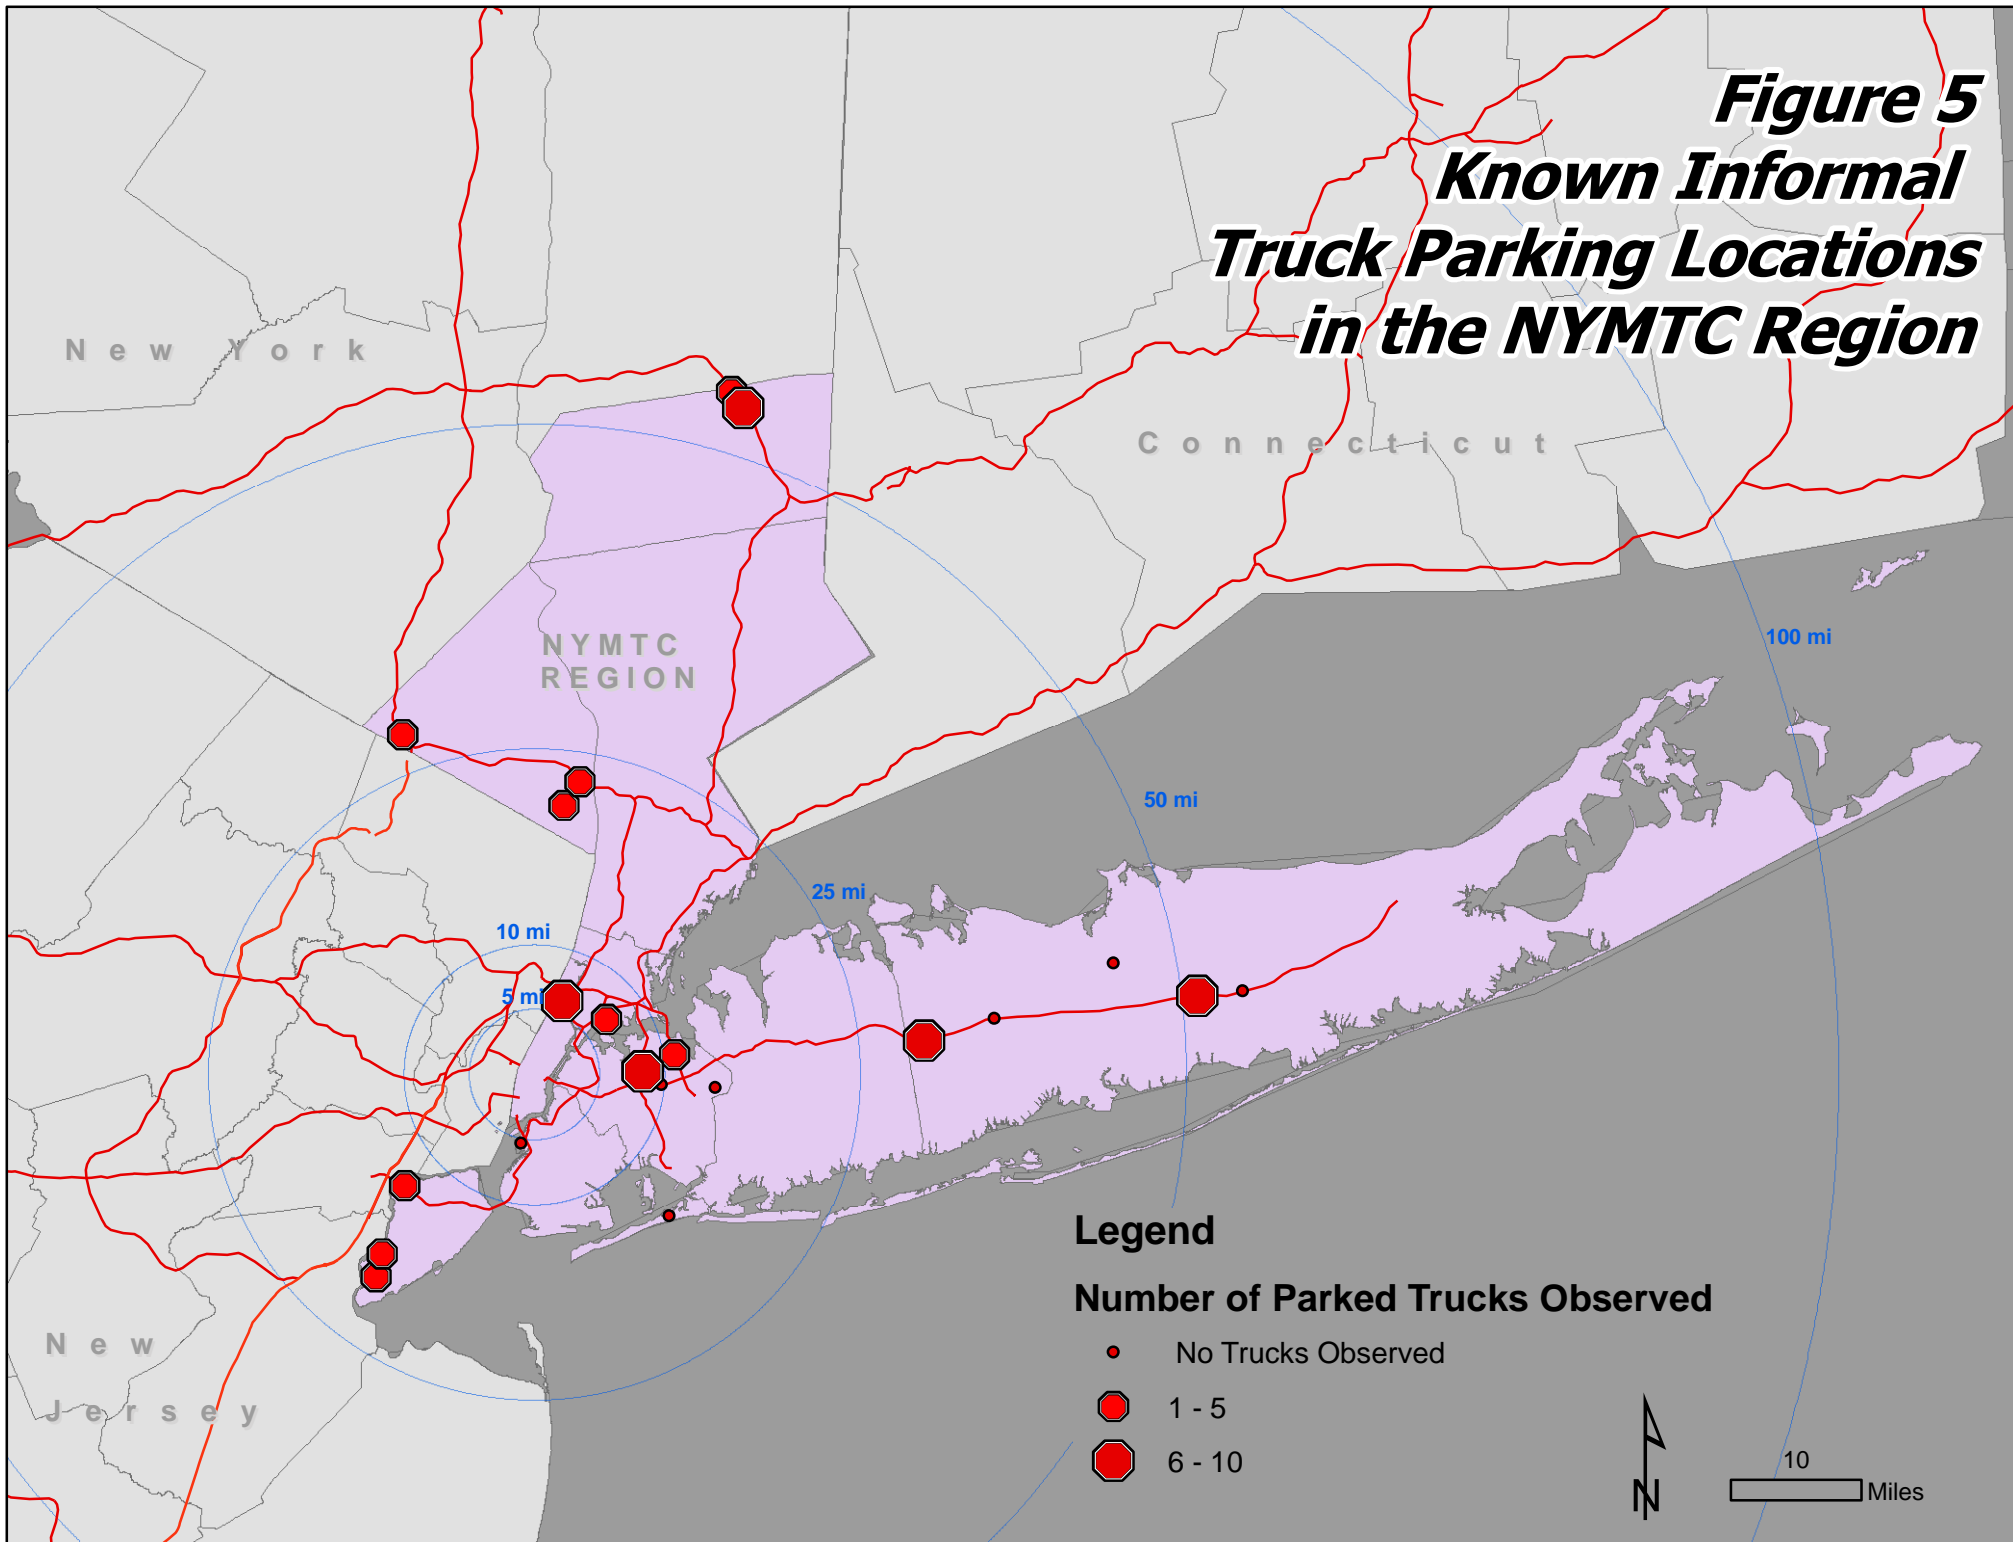 Figure 5
Known Informal
Truck Parking Locations
in the NYMTC Region
New York
Connecticut
NYMTC
REGION
100 mi
50 mi
25 mi
10 mi
5 mi
New
Jersey
Legend
Number of Parked Trucks Observed
No Trucks Observed
1 - 5
6 - 10
N
10
Miles